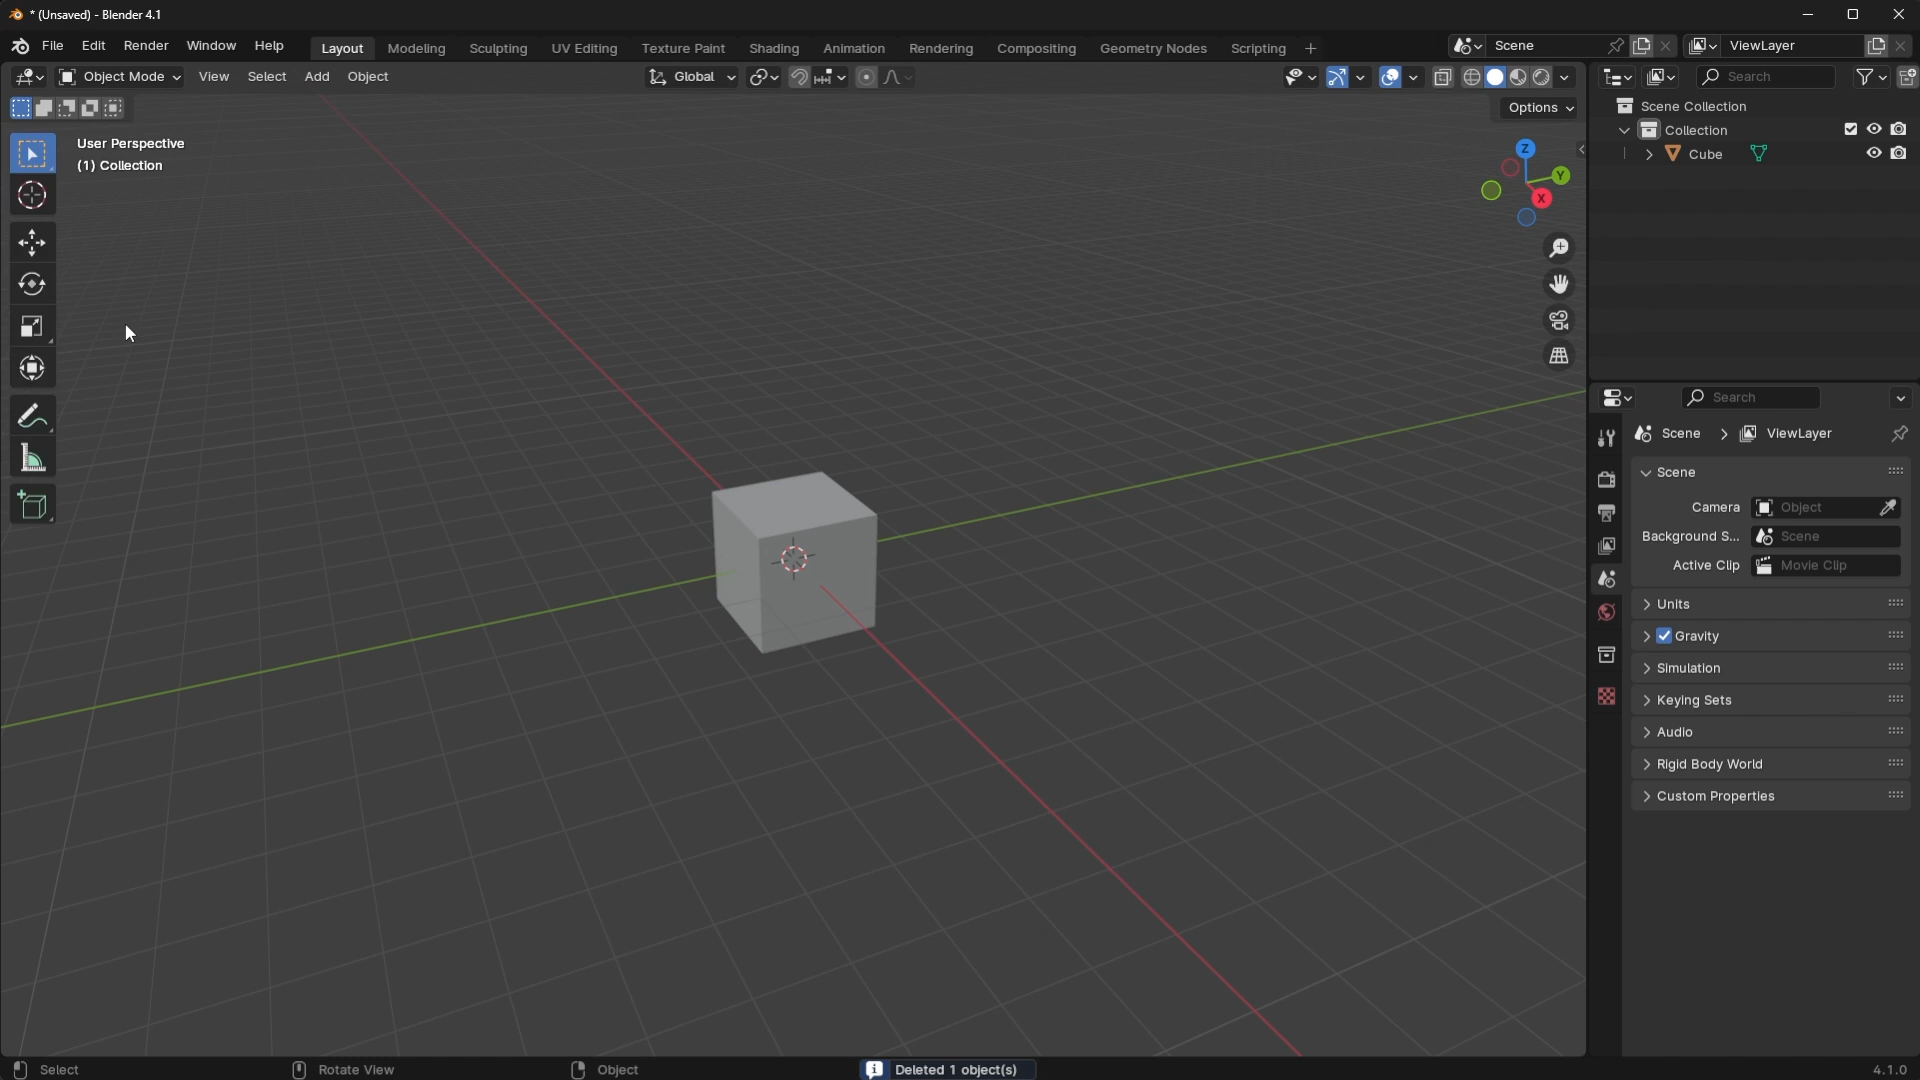 * (Unsaved) - Blender 4.1
File Edit Render Window Help Layout Modeling Sculpting UV Editing Texture Paint Shading Animation Rendering Compositing Geometry Nodes Scripting + Scene ViewLayer
Object Mode View Select Add Object Global Search
Options
Scene Collection
Collection
Cube
User Perspective
(1) Collection
Z
Y
X
Search
Scene ViewLayer
Scene
Camera Object
Background S... Scene
Active Clip Movie Clip
Units
Gravity
Simulation
Keying Sets
Audio
Rigid Body World
Custom Properties
Select Rotate View Object Deleted 1 object(s) 4.1.0